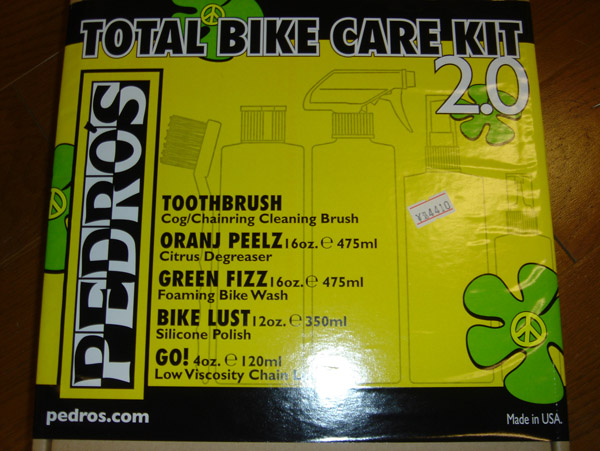 TOTAL BIKE CARE KIT
2.0
PEDRO'S
TOOTHBRUSH
Cog/Chainring Cleaning Brush
ORANJ PEELZ 16oz. ℮ 475ml
Citrus Degreaser
GREEN FIZZ 16oz. ℮ 475ml
Foaming Bike Wash
BIKE LUST 12oz. ℮ 350ml
Silicone Polish
GO! 4oz. ℮ 120ml
Low Viscosity Chain
¥84410
pedros.com
Made in USA.